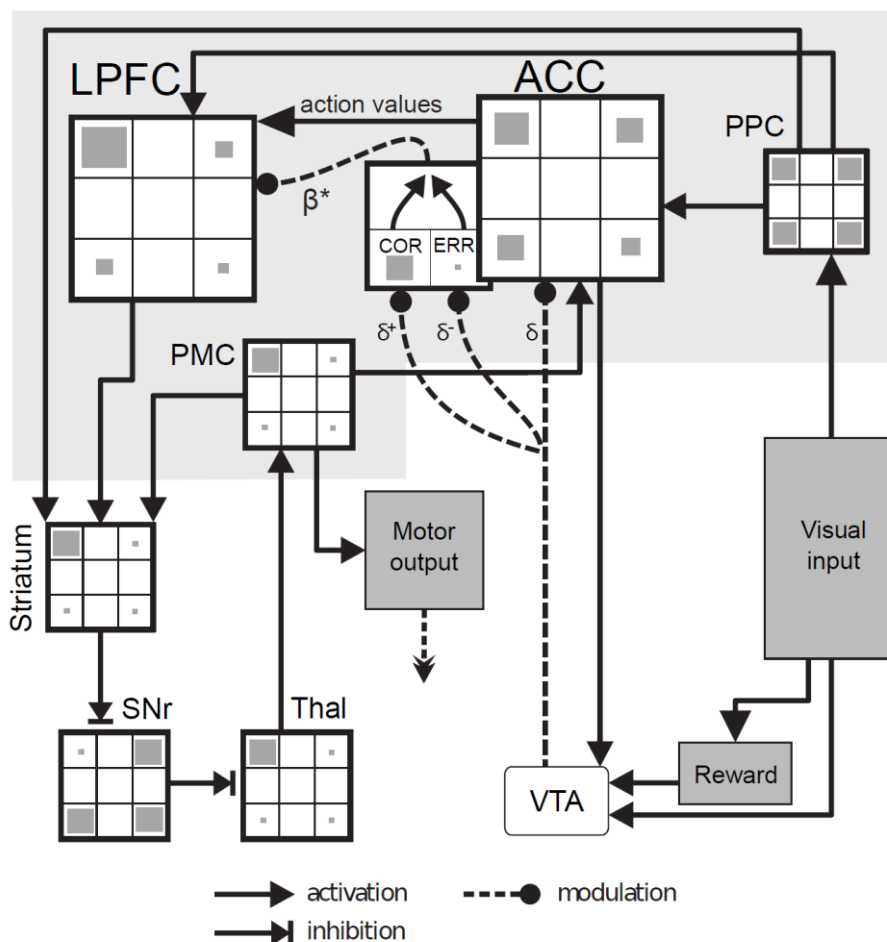 LPFC
ACC
action values
PPC
β*
COR
ERR
δ⁺
δ⁻
δ
PMC
Striatum
Motor
output
Visual
input
SNr
Thal
VTA
Reward
activation
modulation
inhibition